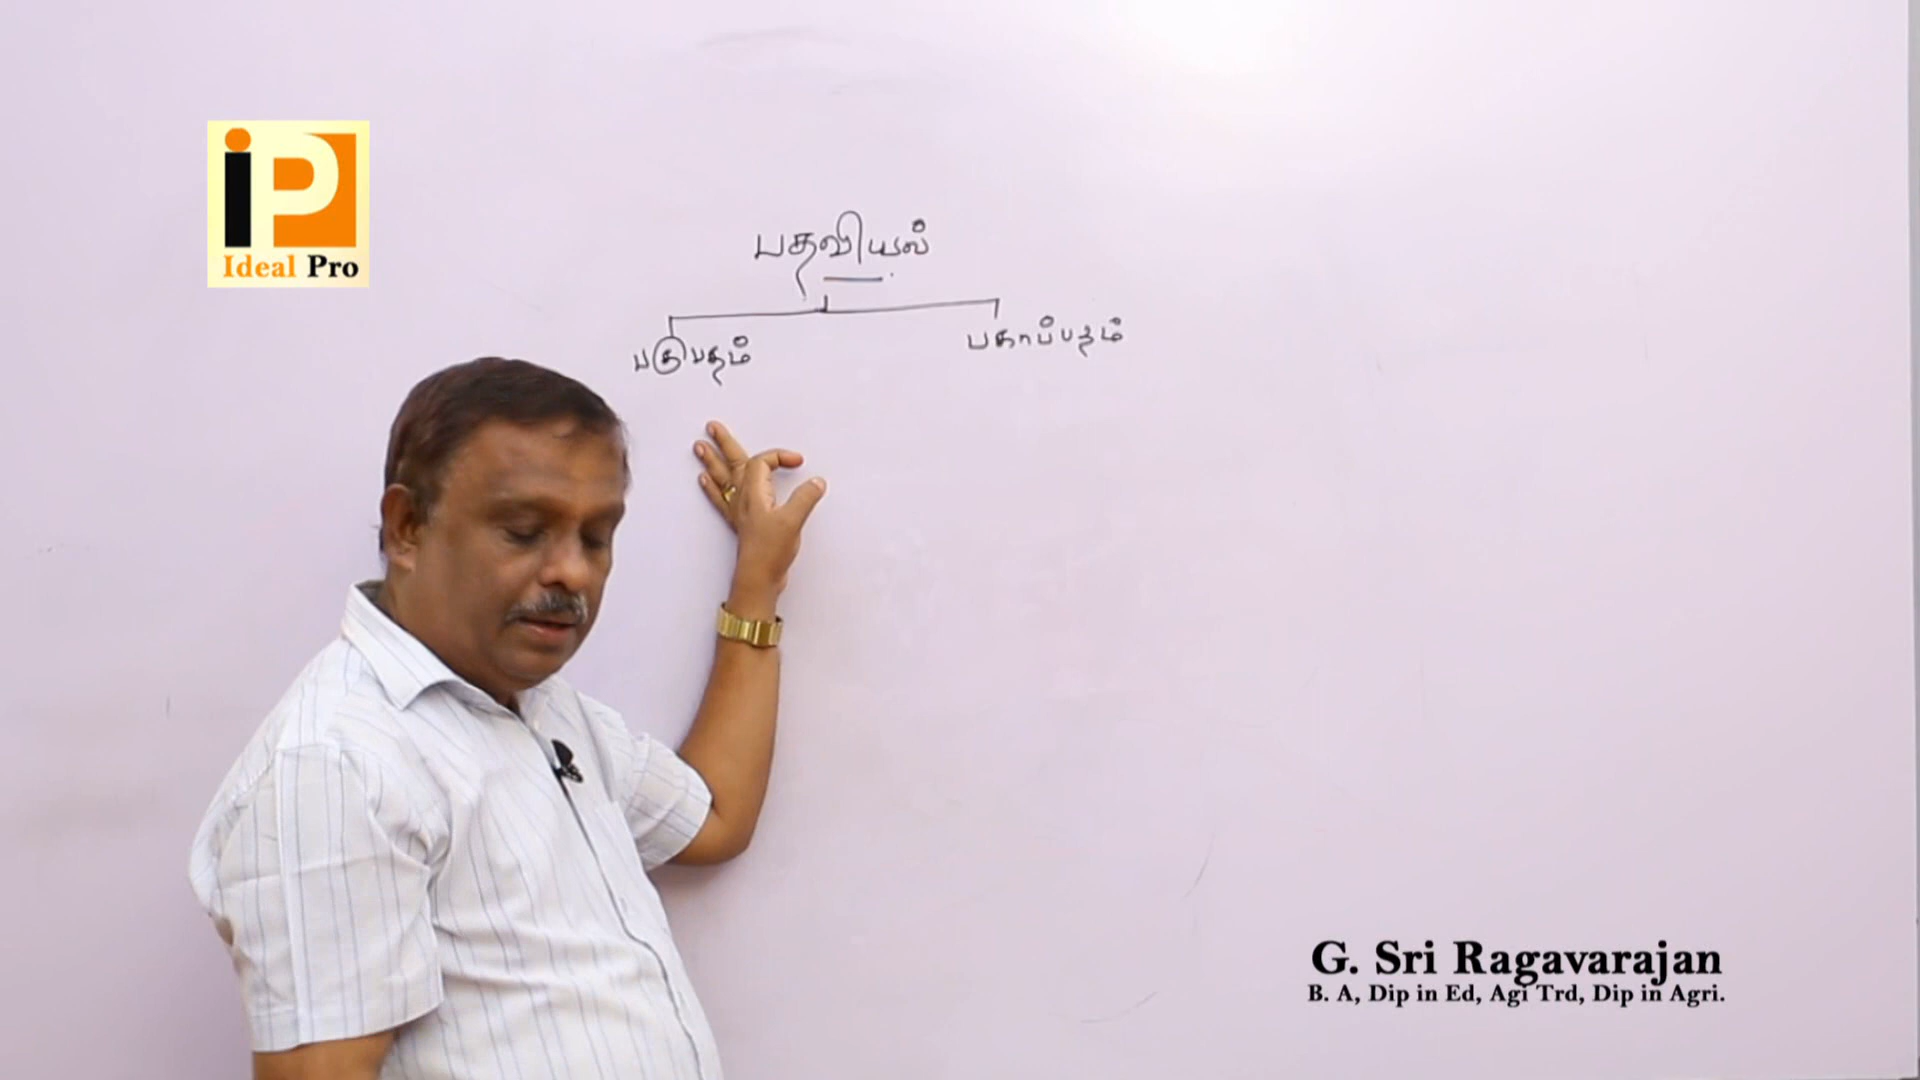 iP
Ideal Pro
பதவியல்
பகுபதம்
பகாப்பதம்
G. Sri Ragavarajan
B. A, Dip in Ed, Agi Trd, Dip in Agri.